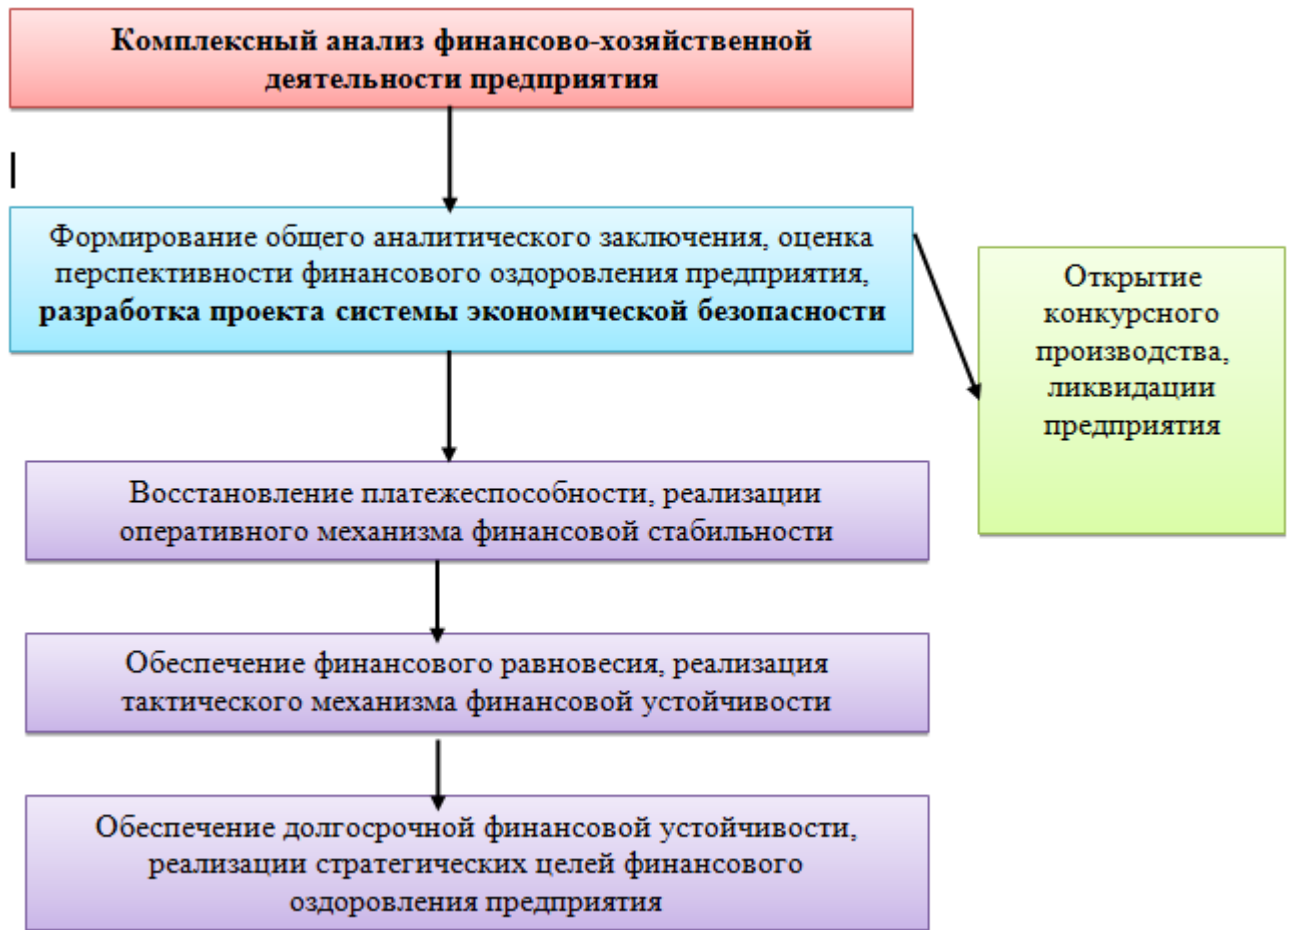 Комплексный анализ финансово-хозяйственной
деятельности предприятия
Формирование общего аналитического заключения, оценка
перспективности финансового оздоровления предприятия,
разработка проекта системы экономической безопасности
Открытие
конкурсного
производства,
ликвидации
предприятия
Восстановление платежеспособности, реализации
оперативного механизма финансовой стабильности
Обеспечение финансового равновесия, реализация
тактического механизма финансовой устойчивости
Обеспечение долгосрочной финансовой устойчивости,
реализации стратегических целей финансового
оздоровления предприятия